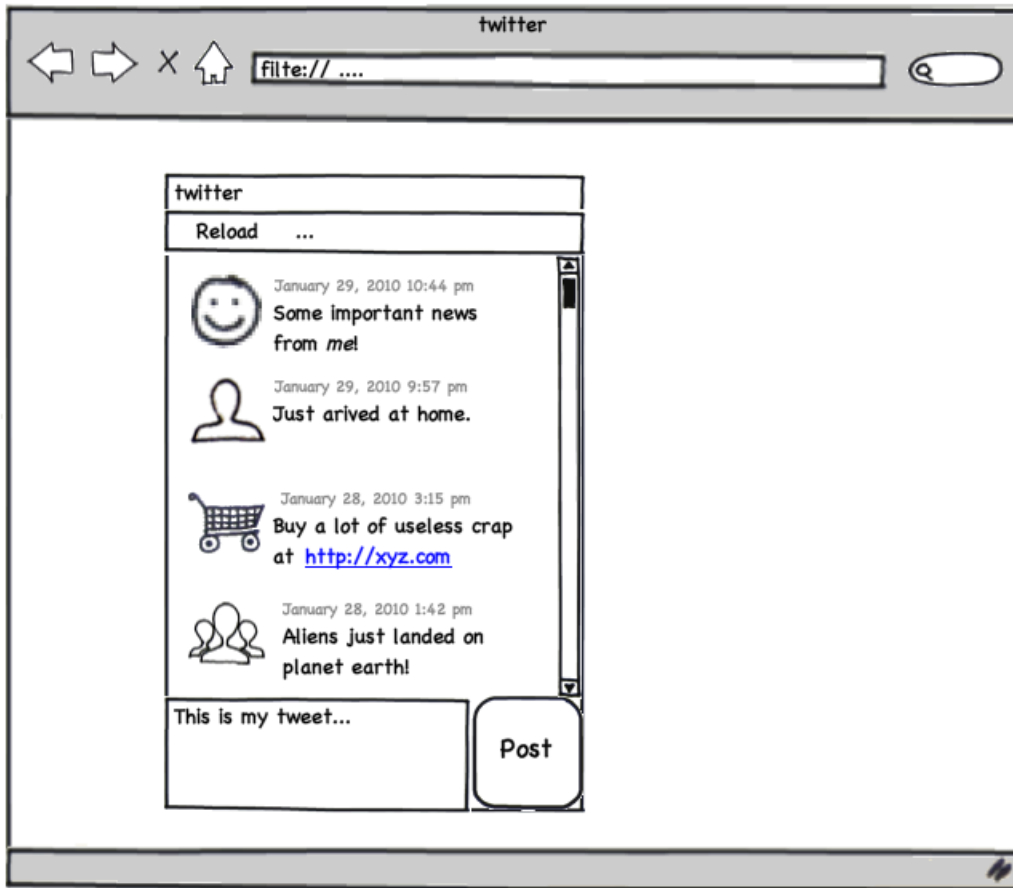 twitter
filte:// ....
twitter
Reload ...
January 29, 2010 10:44 pm
Some important news
from me!
January 29, 2010 9:57 pm
Just arived at home.
January 28, 2010 3:15 pm
Buy a lot of useless crap
at http://xyz.com
January 28, 2010 1:42 pm
Aliens just landed on
planet earth!
This is my tweet...
Post